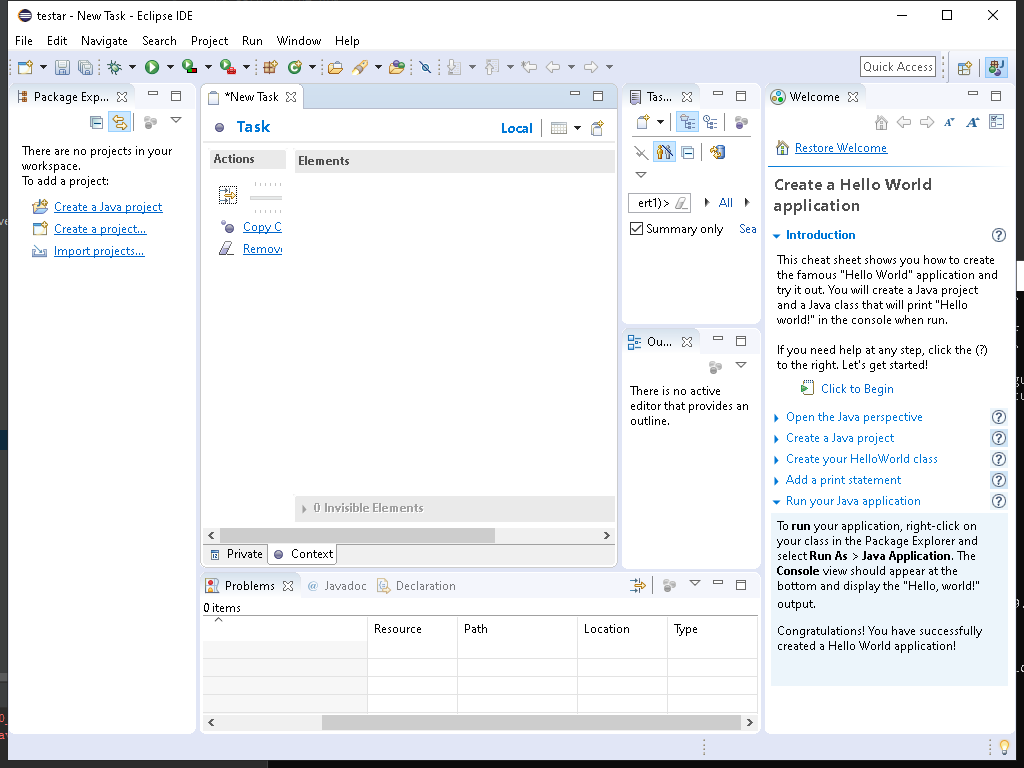 testar - New Task - Eclipse IDE
File Edit Navigate Search Project Run Window Help
Quick Access
Package Exp...
There are no projects in your
workspace.
To add a project:
Create a Java project
Create a project...
Import projects...
*New Task
Task
Local
Actions
Elements
Copy C
Remove
0 Invisible Elements
Private
Context
Tas...
ert1)>
All
Summary only
Sea
Ou...
There is no active
editor that provides an
outline.
Problems
@ Javadoc
Declaration
0 items
Resource
Path
Location
Type
Welcome
Restore Welcome
Create a Hello World
application
Introduction
This cheat sheet shows you how to create
the famous "Hello World" application and
try it out. You will create a Java project
and a Java class that will print "Hello
world!" in the console when run.
If you need help at any step, click the (?)
to the right. Let's get started!
Click to Begin
Open the Java perspective
Create a Java project
Create your HelloWorld class
Add a print statement
Run your Java application
To run your application, right-click on
your class in the Package Explorer and
select Run As > Java Application. The
Console view should appear at the
bottom and display the "Hello, world!"
output.
Congratulations! You have successfully
created a Hello World application!